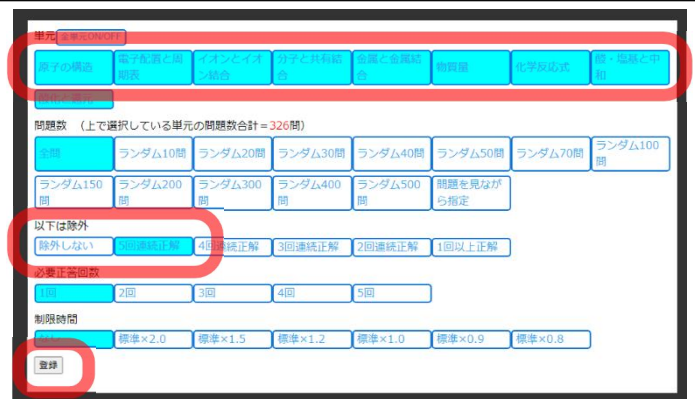 単元 全単元ON/OFF
原子の構造 電子配置と周期表 イオンとイオン結合 分子と共有結合 金属と金属結合 物質量 化学反応式 酸・塩基と中和
酸化と還元
問題数 (上で選択している単元の問題数合計=326問)
全問 ランダム10問 ランダム20問 ランダム30問 ランダム40問 ランダム50問 ランダム70問 ランダム100問
ランダム150問 ランダム200問 ランダム300問 ランダム400問 ランダム500問 問題を見ながら指定
以下は除外
除外しない 5回連続正解 4回連続正解 3回連続正解 2回連続正解 1回以上正解
必要正答回数
1回 2回 3回 4回 5回
制限時間
標準×2.0 標準×1.5 標準×1.2 標準×1.0 標準×0.9 標準×0.8
登録